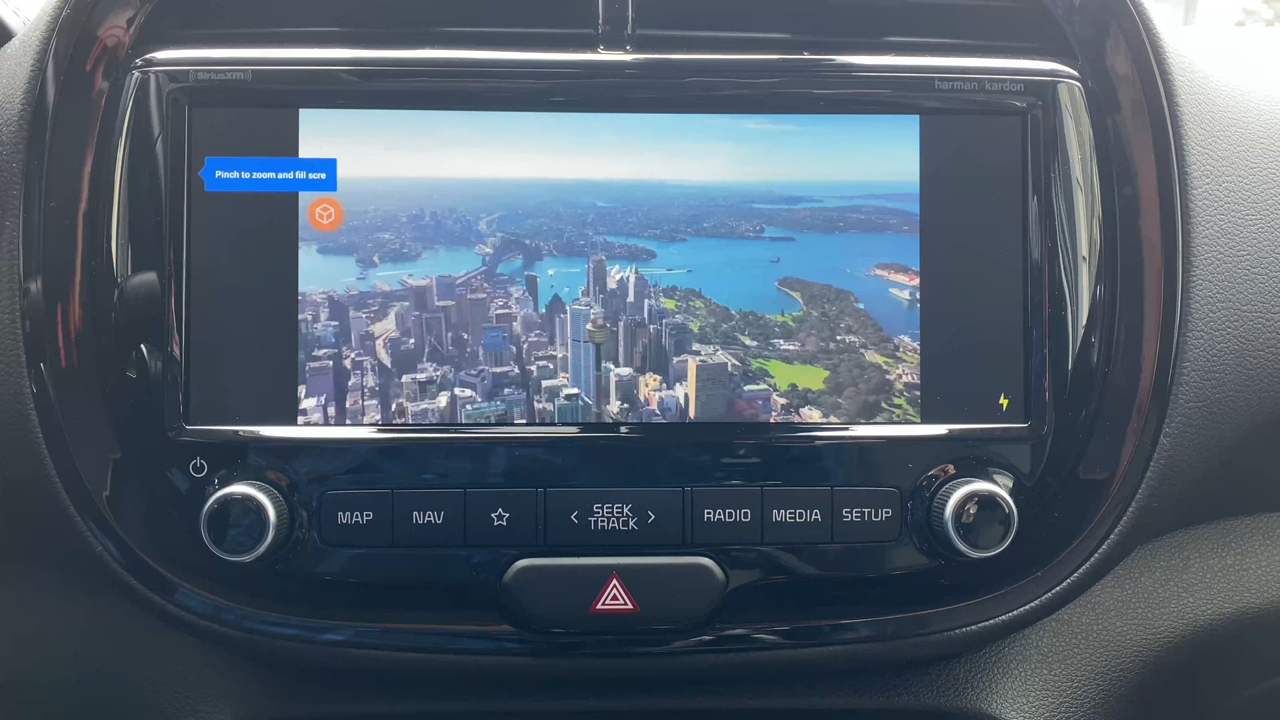 SiriusXM
harman/kardon
Pinch to zoom and fill scre
MAP
NAV
SEEK
TRACK
RADIO
MEDIA
SETUP